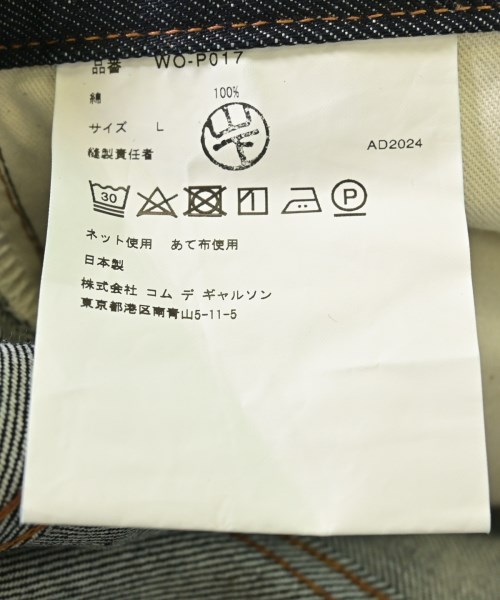 品番 WO-P017
綿 100%
サイズ L
縫製責任者 山下
AD2024
30
P
ネット使用 あて布使用
日本製
株式会社 コム デ ギャルソン
東京都港区南青山5-11-5